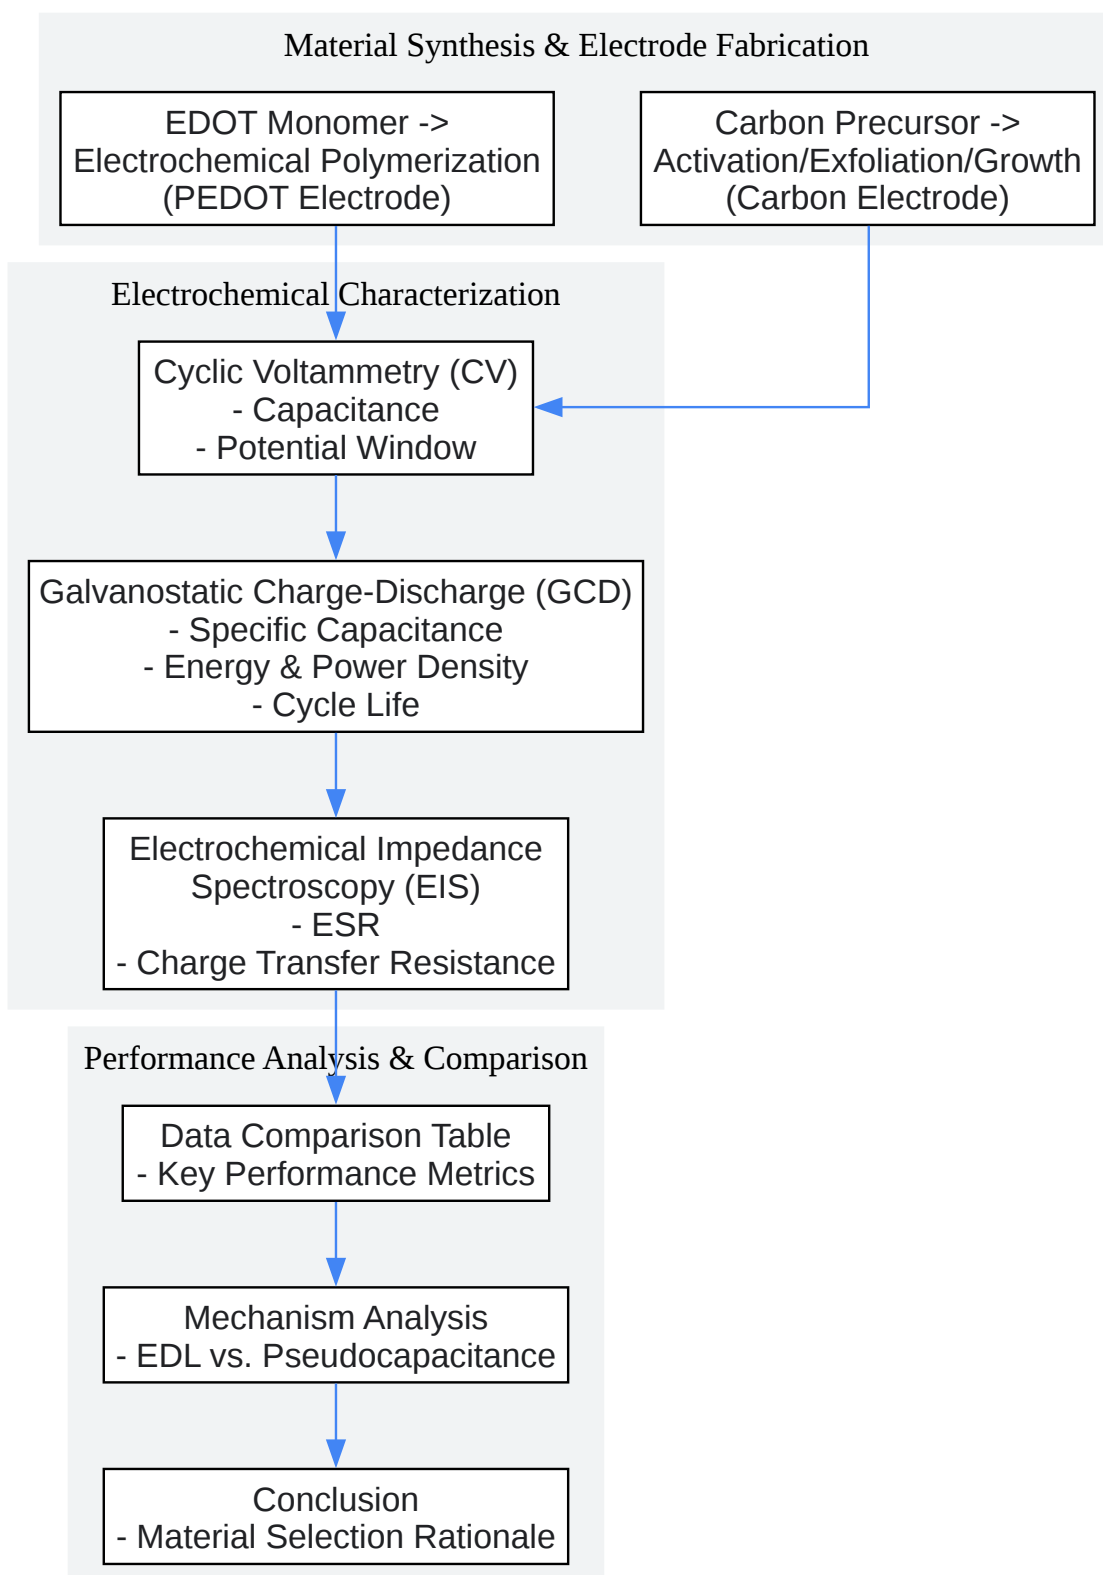 Material Synthesis & Electrode Fabrication
EDOT Monomer ->
Electrochemical Polymerization
(PEDOT Electrode)
Carbon Precursor ->
Activation/Exfoliation/Growth
(Carbon Electrode)
Electrochemical Characterization
Cyclic Voltammetry (CV)
- Capacitance
- Potential Window
Galvanostatic Charge-Discharge (GCD)
- Specific Capacitance
- Energy & Power Density
- Cycle Life
Electrochemical Impedance
Spectroscopy (EIS)
- ESR
- Charge Transfer Resistance
Performance Analysis & Comparison
Data Comparison Table
- Key Performance Metrics
Mechanism Analysis
- EDL vs. Pseudocapacitance
Conclusion
- Material Selection Rationale